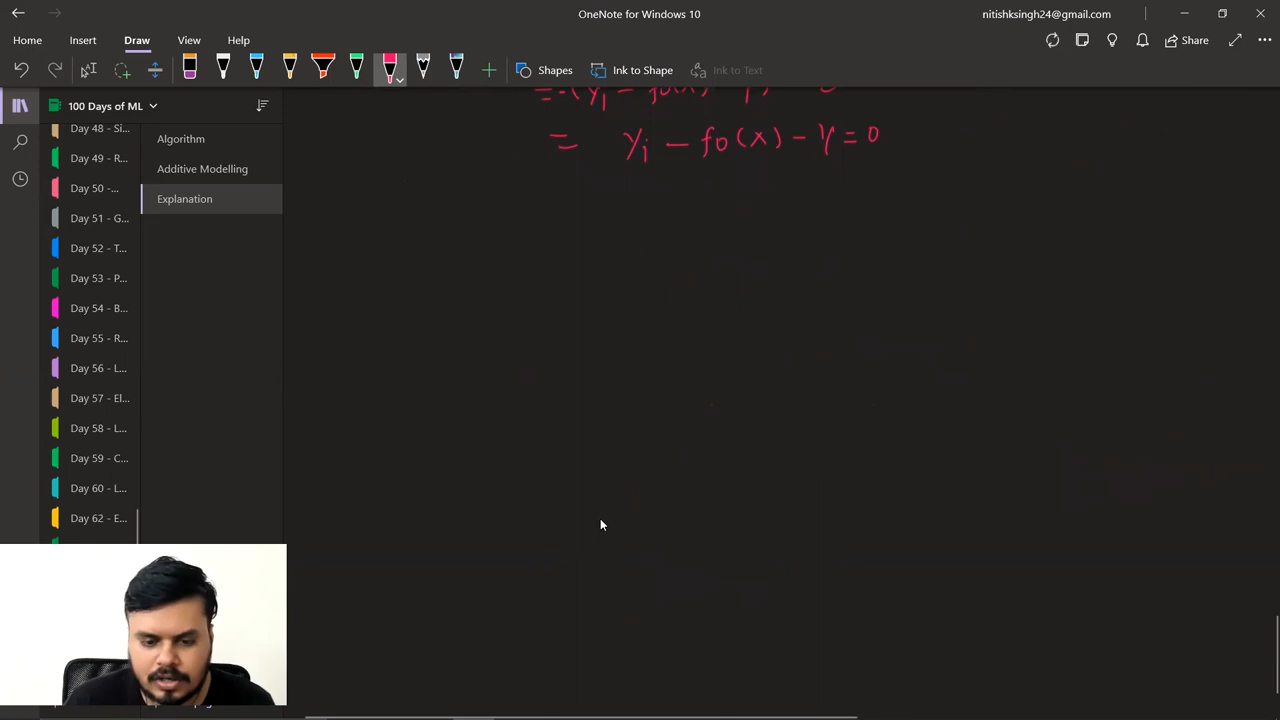 OneNote for Windows 10
nitishksingh24@gmail.com
Home
Insert
Draw
View
Help
Share
Shapes
Ink to Shape
Ink to Text
100 Days of ML
Day 48 - Si...
Day 49 - R...
Day 50 -...
Day 51 - G...
Day 52 - T...
Day 53 - P...
Day 54 - B...
Day 55 - R...
Day 56 - L...
Day 57 - El...
Day 58 - L...
Day 59 - C...
Day 60 - L...
Day 62 - E...
Algorithm
Additive Modelling
Explanation
= yi - f0(x) - γ = 0